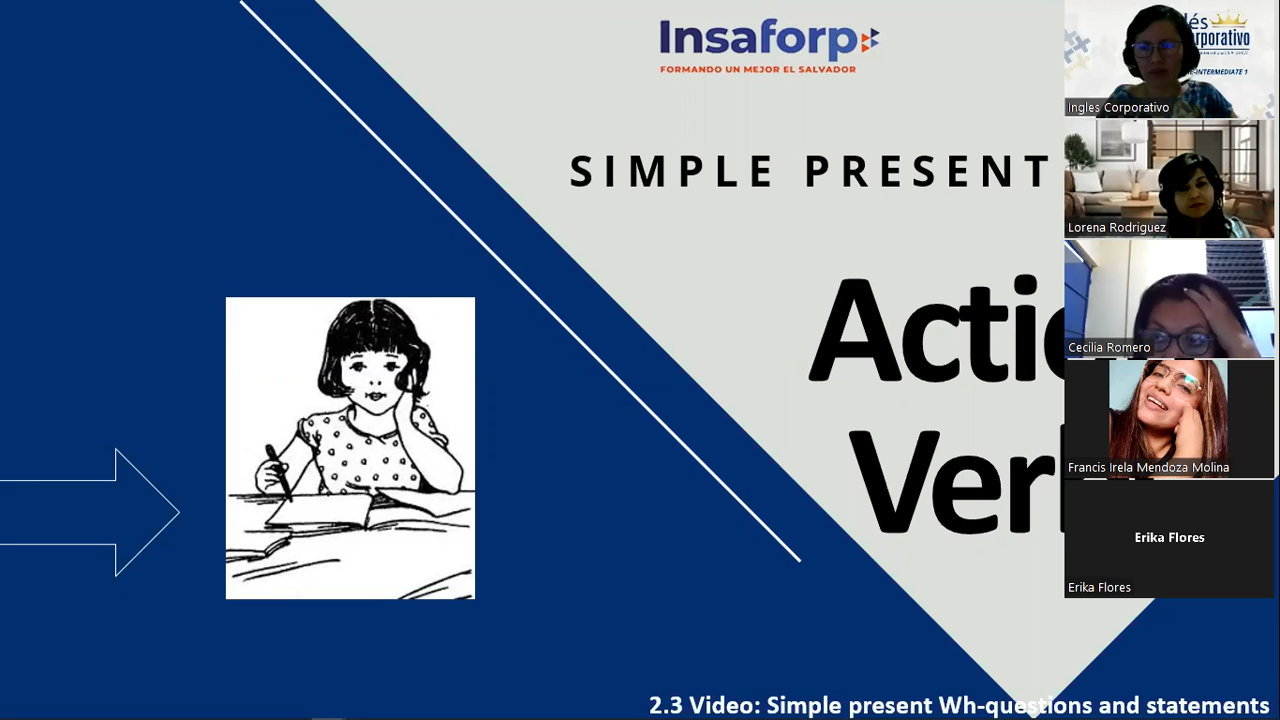 Insaforp
FORMANDO UN MEJOR EL SALVADOR
SIMPLE PRESENT
2.3 Video: Simple present Wh-questions and statements
Ingles Corporativo
Lorena Rodriguez
Cecilia Romero
Francis Irela Mendoza Molina
Erika Flores
Erika Flores